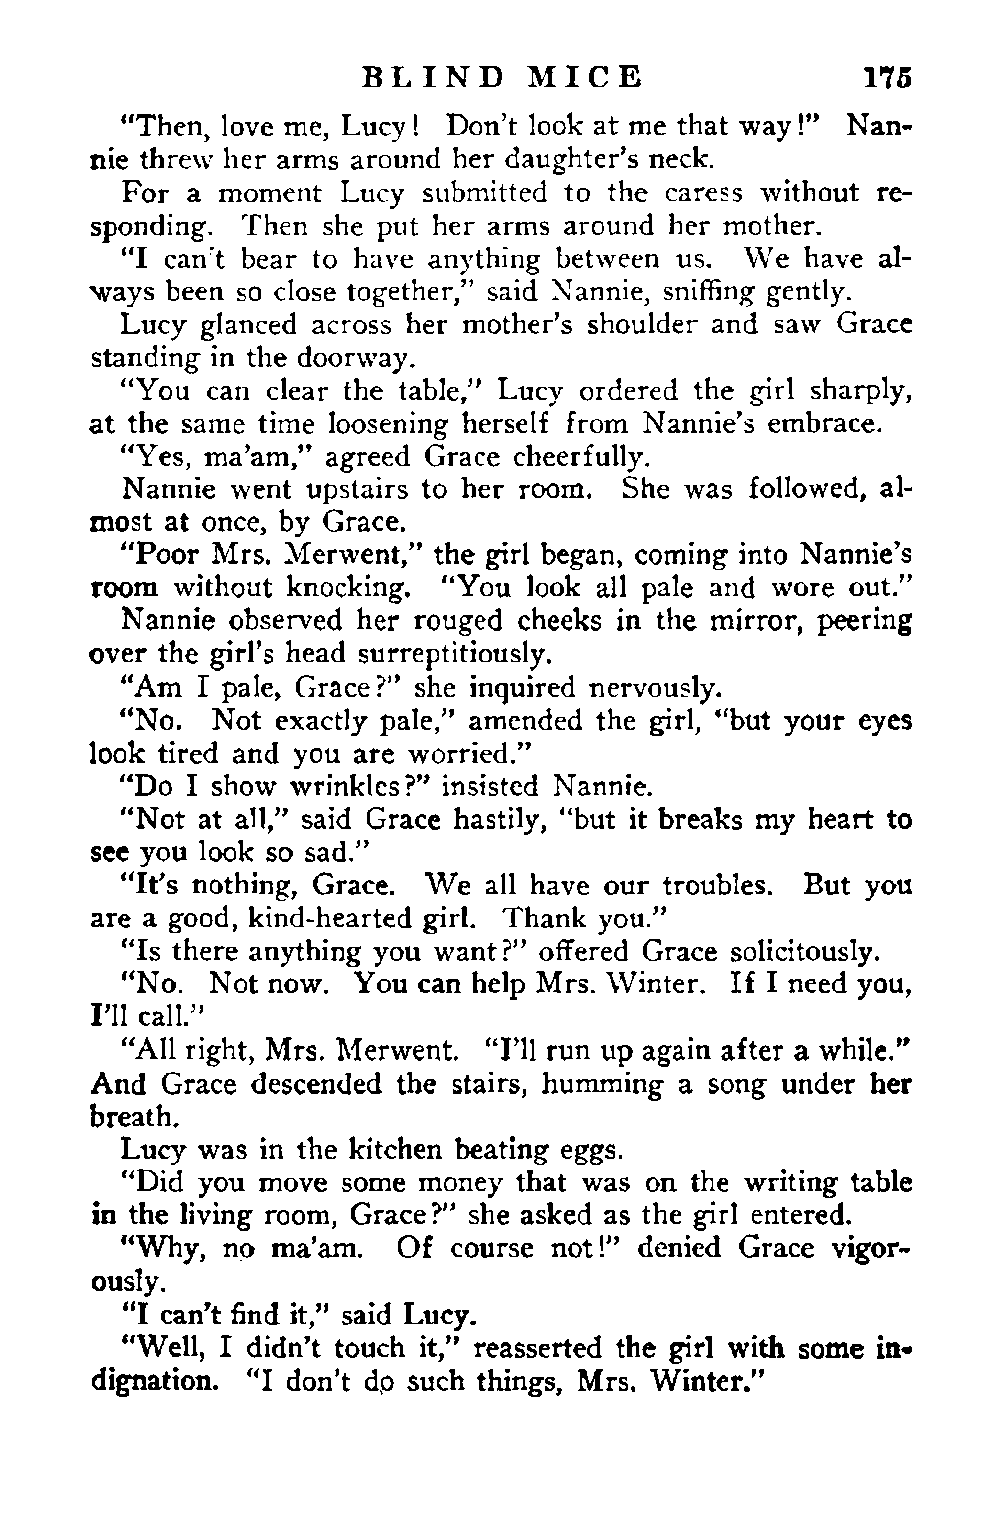 BLIND MICE 175
“Then, love me, Lucy! Don’t look at me that way!” Nan-
nie threw her arms around her daughter’s neck.
For a moment Lucy submitted to the caress without re-
sponding. Then she put her arms around her mother.
“I can’t bear to have anything between us. We have al-
ways been so close together,” said Nannie, sniffing gently.
Lucy glanced across her mother’s shoulder and saw Grace
standing in the doorway.
“You can clear the table,” Lucy ordered the girl sharply,
at the same time loosening herself from Nannie’s embrace.
“Yes, ma’am,” agreed Grace cheerfully.
Nannie went upstairs to her room. She was followed, al-
most at once, by Grace.
“Poor Mrs. Merwent,” the girl began, coming into Nannie’s
room without knocking. “You look all pale and wore out.”
Nannie observed her rouged cheeks in the mirror, peering
over the girl’s head surreptitiously.
“Am I pale, Grace?” she inquired nervously.
“No. Not exactly pale,” amended the girl, “but your eyes
look tired and you are worried.”
“Do I show wrinkles?” insisted Nannie.
“Not at all,” said Grace hastily, “but it breaks my heart to
see you look so sad.”
“It’s nothing, Grace. We all have our troubles. But you
are a good, kind-hearted girl. Thank you.”
“Is there anything you want?” offered Grace solicitously.
“No. Not now. You can help Mrs. Winter. If I need you,
I’ll call.”
“All right, Mrs. Merwent. “I’ll run up again after a while.”
And Grace descended the stairs, humming a song under her
breath.
Lucy was in the kitchen beating eggs.
“Did you move some money that was on the writing table
in the living room, Grace?” she asked as the girl entered.
“Why, no ma’am. Of course not!” denied Grace vigor-
ously.
“I can’t find it,” said Lucy.
“Well, I didn’t touch it,” reasserted the girl with some in-
dignation. “I don’t do such things, Mrs. Winter.”